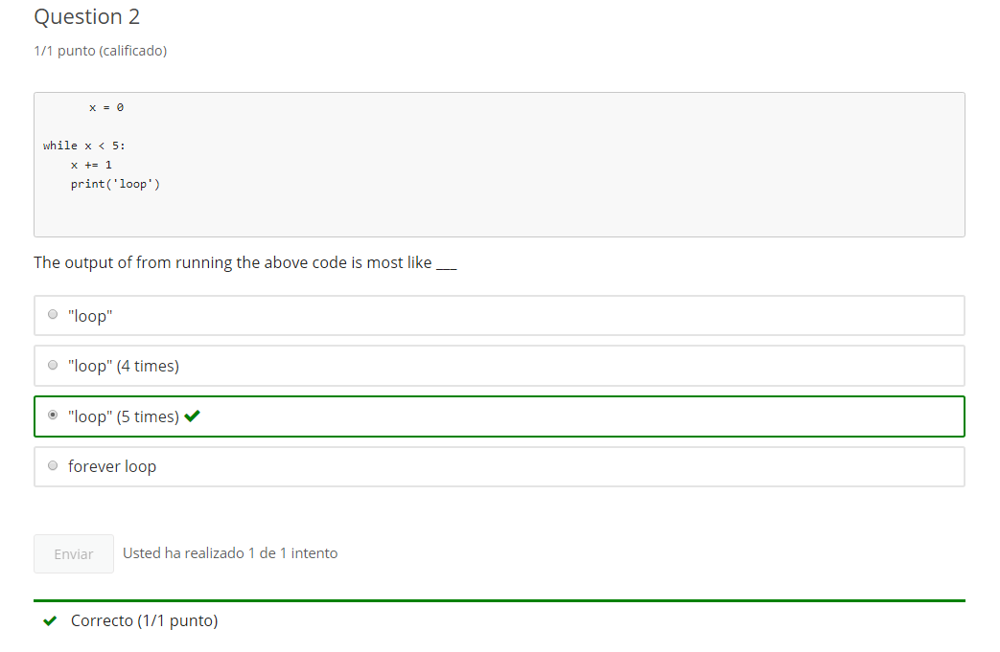 Question 2
1/1 punto (calificado)
x = 0
while x < 5:
x += 1
print('loop')
The output of from running the above code is most like ___
"loop"
"loop" (4 times)
"loop" (5 times)
forever loop
Enviar Usted ha realizado 1 de 1 intento
Correcto (1/1 punto)